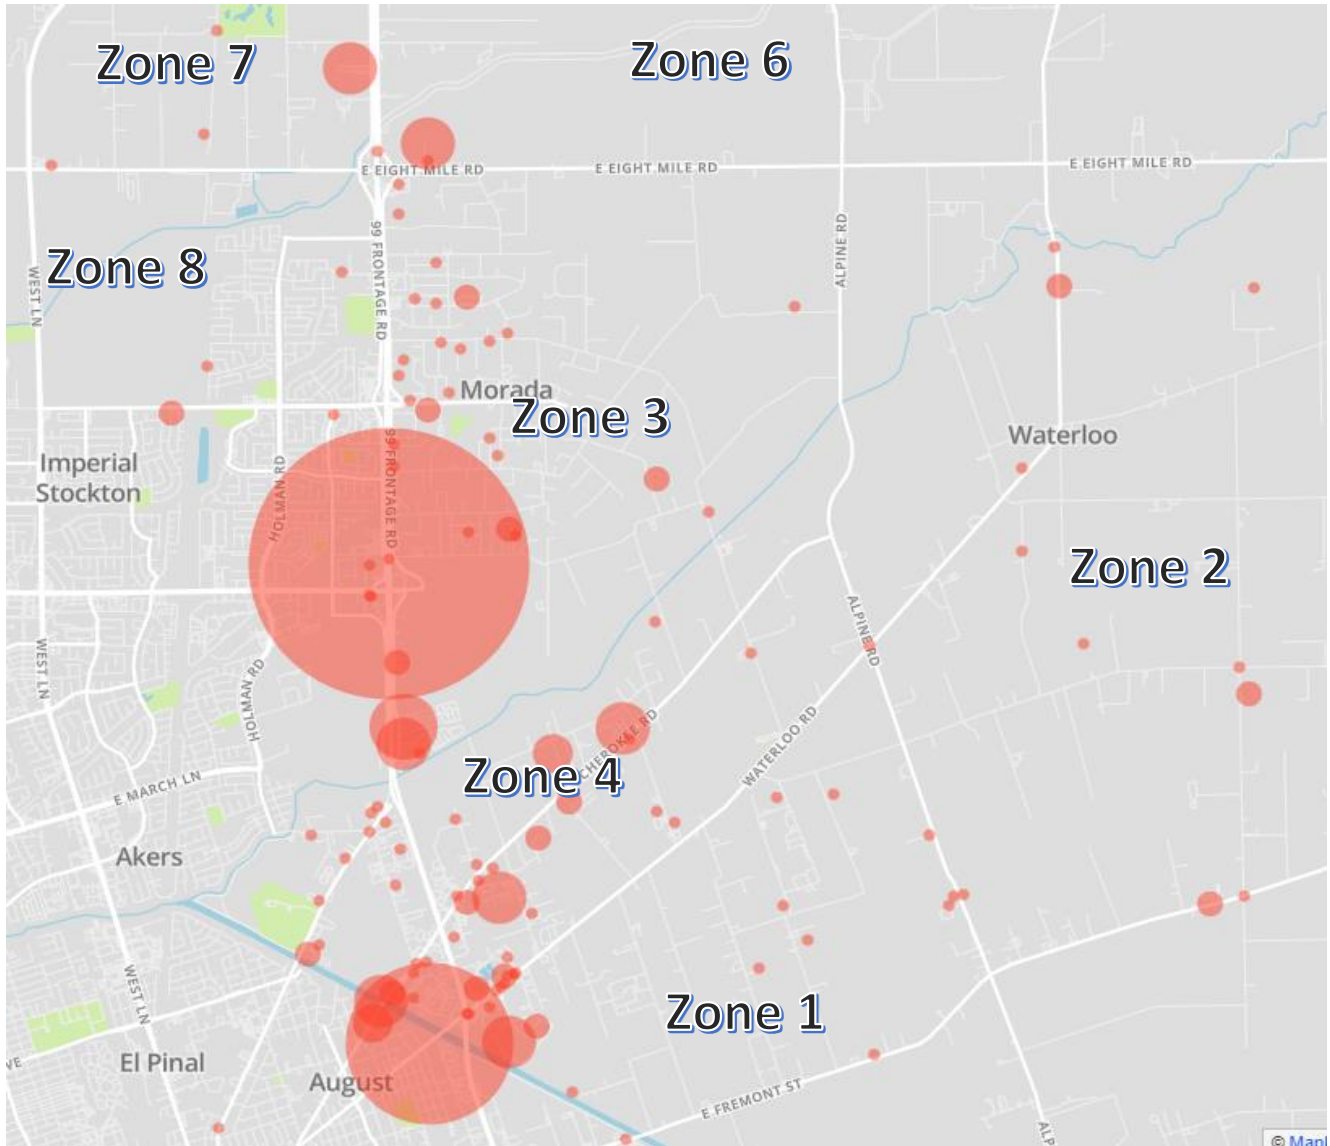 Zone 7
Zone 6
E EIGHT MILE RD
E EIGHT MILE RD
E EIGHT MILE RD
99 FRONTAGE RD
ALPINE RD
Zone 8
WEST LN
Morada
Zone 3
Waterloo
Imperial
Stockton
HOLMAN RD
99 FRONTAGE RD
Zone 2
ALPINE RD
WEST LN
HOLMAN RD
CHEROKEE RD
WATERLOO RD
Zone 4
E MARCH LN
Akers
WEST LN
Zone 1
El Pinal
VE
August
E FREMONT ST
ALP
© Map